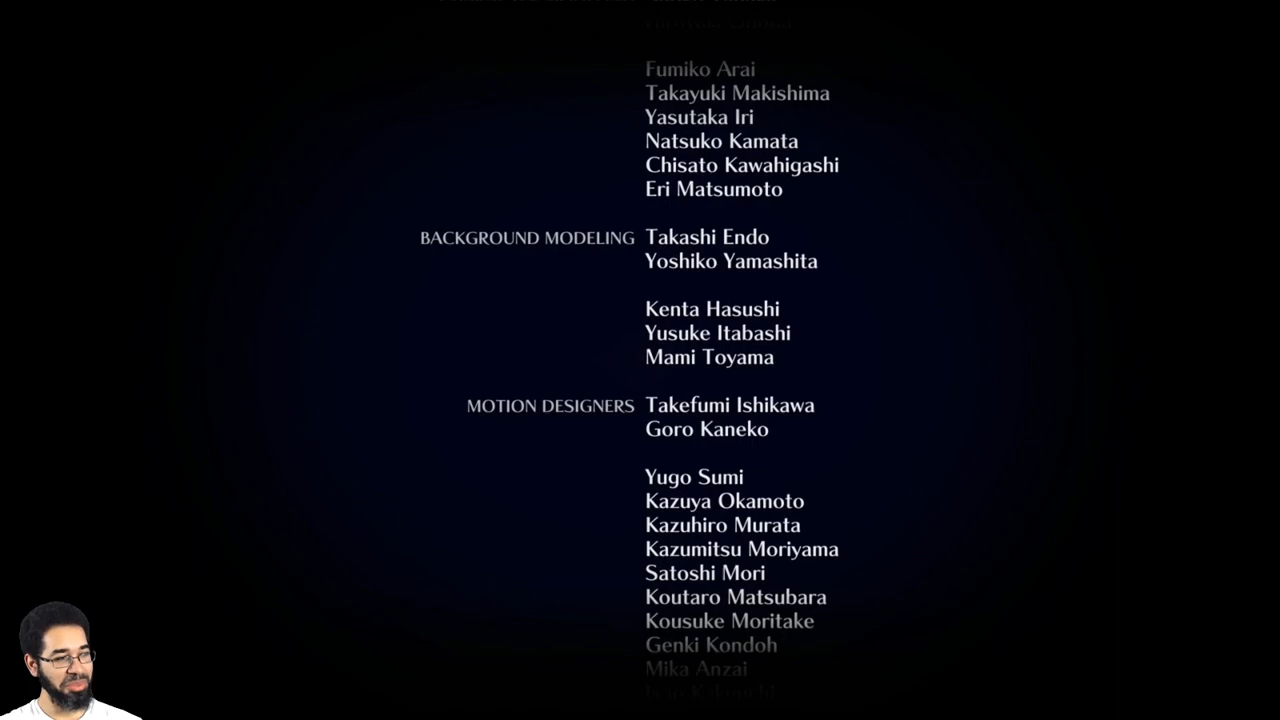 Fumiko Arai
Takayuki Makishima
Yasutaka Iri
Natsuko Kamata
Chisato Kawahigashi
Eri Matsumoto
BACKGROUND MODELING Takashi Endo
Yoshiko Yamashita
Kenta Hasushi
Yusuke Itabashi
Mami Toyama
MOTION DESIGNERS Takefumi Ishikawa
Goro Kaneko
Yugo Sumi
Kazuya Okamoto
Kazuhiro Murata
Kazumitsu Moriyama
Satoshi Mori
Koutaro Matsubara
Kousuke Moritake
Genki Kondoh
Mika Anzai